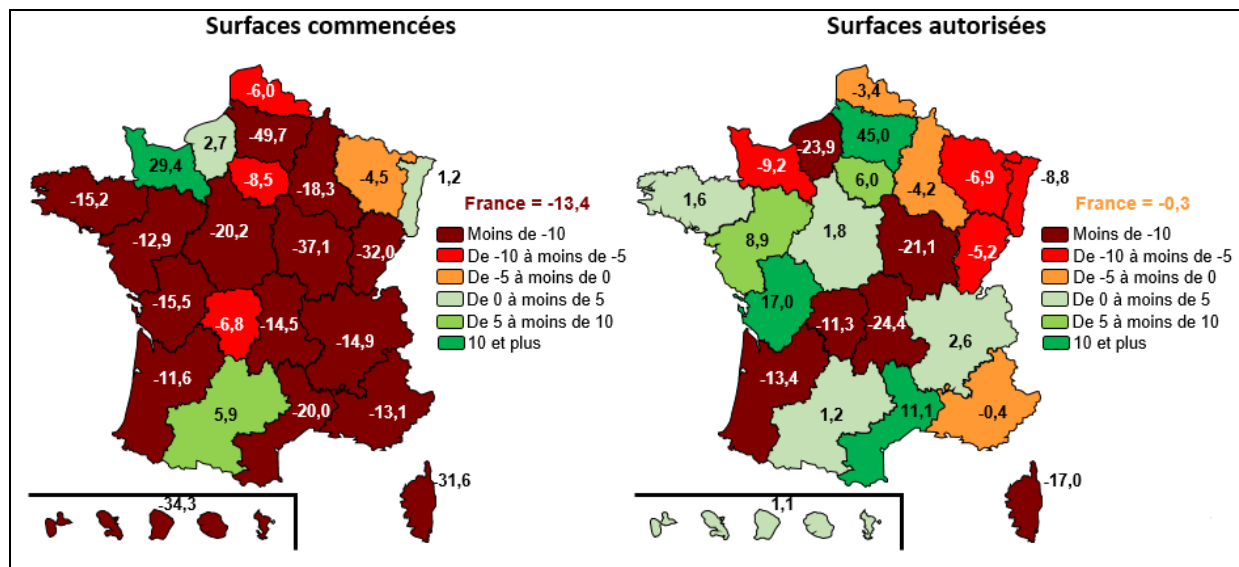 Surfaces commencées
-6,0
2,7
-49,7
29,4
-8,5
-18,3
-4,5
1,2
-15,2
-12,9
-20,2
-37,1
-32,0
-15,5
-6,8
-14,5
-14,9
-11,6
5,9
-20,0
-13,1
-31,6
-34,3
France = -13,4
Moins de -10
De -10 à moins de -5
De -5 à moins de 0
De 0 à moins de 5
De 5 à moins de 10
10 et plus
Surfaces autorisées
-3,4
45,0
-23,9
-9,2
6,0
-4,2
-6,9
-8,8
1,6
8,9
1,8
-21,1
-5,2
17,0
-11,3
-24,4
2,6
-13,4
1,2
11,1
-0,4
-17,0
1,1
France = -0,3
Moins de -10
De -10 à moins de -5
De -5 à moins de 0
De 0 à moins de 5
De 5 à moins de 10
10 et plus